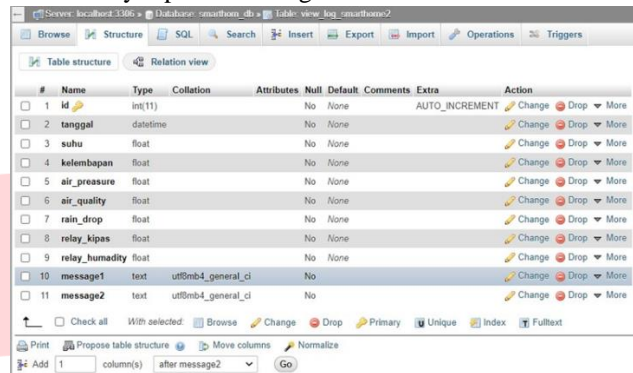 Server: localhost:3306 » Database: smarthom_db » Table: view_log_smarthome2
Browse Structure SQL Search Insert Export Import Operations Triggers
Table structure Relation view
# Name Type Collation Attributes Null Default Comments Extra Action
1 id int(11) No None AUTO_INCREMENT Change Drop More
2 tanggal datetime No None Change Drop More
3 suhu float No None Change Drop More
4 kelembapan float No None Change Drop More
5 air_preasure float No None Change Drop More
6 air_quality float No None Change Drop More
7 rain_drop float No None Change Drop More
8 relay_kipas float No None Change Drop More
9 relay_humadity float No None Change Drop More
10 message1 text utf8mb4_general_ci No Change Drop More
11 message2 text utf8mb4_general_ci No Change Drop More
Check all With selected: Browse Change Drop Primary Unique Index Fulltext
Print Propose table structure Move columns Normalize
Add 1 column(s) after message2 Go